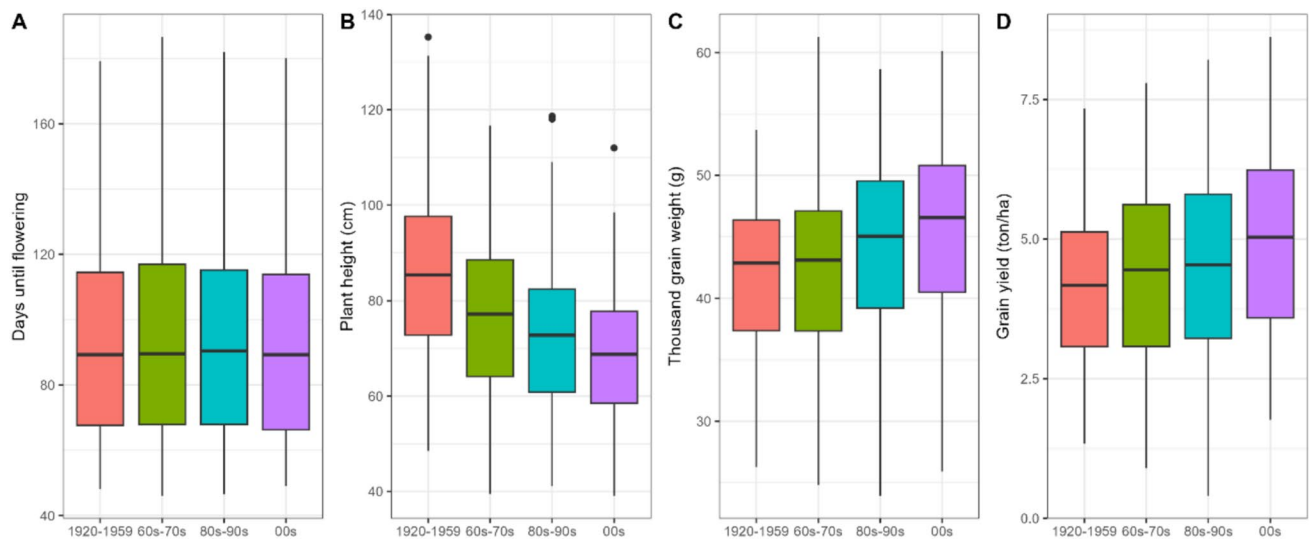 A
Days until flowering
160
120
80
40
1920-1959 60s-70s 80s-90s 00s
B
Plant height (cm)
140
120
100
80
60
40
1920-1959 60s-70s 80s-90s 00s
C
Thousand grain weight (g)
60
50
40
30
1920-1959 60s-70s 80s-90s 00s
D
Grain yield (ton/ha)
7.5
5.0
2.5
0.0
1920-1959 60s-70s 80s-90s 00s